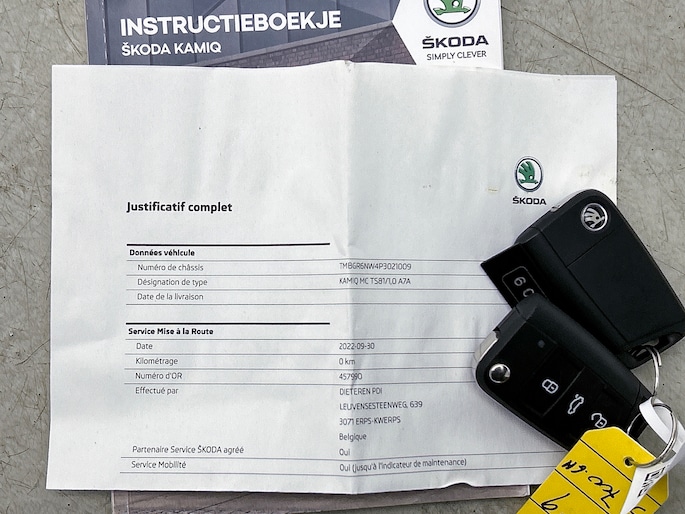 INSTRUCTIEBOEKJE
ŠKODA KAMIQ
ŠKODA
SIMPLY CLEVER
ŠKODA
Justificatif complet
Données véhicule
Numéro de châssis TMBGR6NW4P3021009
Désignation de type KAMIQ MC TS81/1,0 A7A
Date de la livraison
Service Mise à la Route
Date 2022-09-30
Kilométrage 0 km
Numéro d'OR 457990
Effectué par DIETEREN PDI
LEUVENSESTEENWEG, 639
3071 ERPS-KWERPS
Belgique
Partenaire Service ŠKODA agréé Oui
Service Mobilité Oui (jusqu'à l'indicateur de maintenance)